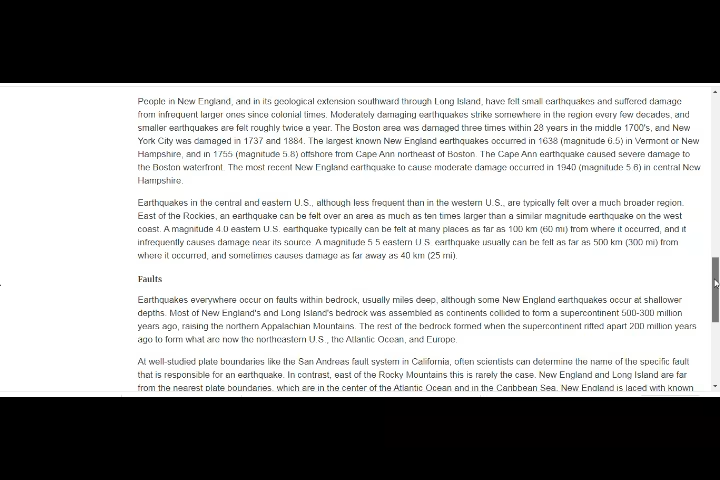 People in New England, and in its geological extension southward through Long Island, have felt small earthquakes and suffered damage
from infrequent larger ones since colonial times. Moderately damaging earthquakes strike somewhere in the region every few decades, and
smaller earthquakes are felt roughly twice a year. The Boston area was damaged three times within 28 years in the middle 1700's, and New
York City was damaged in 1737 and 1884. The largest known New England earthquakes occurred in 1638 (magnitude 6.5) in Vermont or New
Hampshire, and in 1755 (magnitude 5.8) offshore from Cape Ann northeast of Boston. The Cape Ann earthquake caused severe damage to
the Boston waterfront. The most recent New England earthquake to cause moderate damage occurred in 1940 (magnitude 5.6) in central New
Hampshire.
Earthquakes in the central and eastern U.S., although less frequent than in the western U.S., are typically felt over a much broader region.
East of the Rockies, an earthquake can be felt over an area as much as ten times larger than a similar magnitude earthquake on the west
coast. A magnitude 4.0 eastern U.S. earthquake typically can be felt at many places as far as 100 km (60 mi) from where it occurred, and it
infrequently causes damage near its source. A magnitude 5.5 eastern U.S. earthquake usually can be felt as far as 500 km (300 mi) from
where it occurred, and sometimes causes damage as far away as 40 km (25 mi).
Faults
Earthquakes everywhere occur on faults within bedrock, usually miles deep, although some New England earthquakes occur at shallower
depths. Most of New England's and Long Island's bedrock was assembled as continents collided to form a supercontinent 500-300 million
years ago, raising the northern Appalachian Mountains. The rest of the bedrock formed when the supercontinent rifted apart 200 million years
ago to form what are now the northeastern U.S., the Atlantic Ocean, and Europe.
At well-studied plate boundaries like the San Andreas fault system in California, often scientists can determine the name of the specific fault
that is responsible for an earthquake. In contrast, east of the Rocky Mountains this is rarely the case. New England and Long Island are far
from the nearest plate boundaries, which are in the center of the Atlantic Ocean and in the Caribbean Sea. New England is laced with known